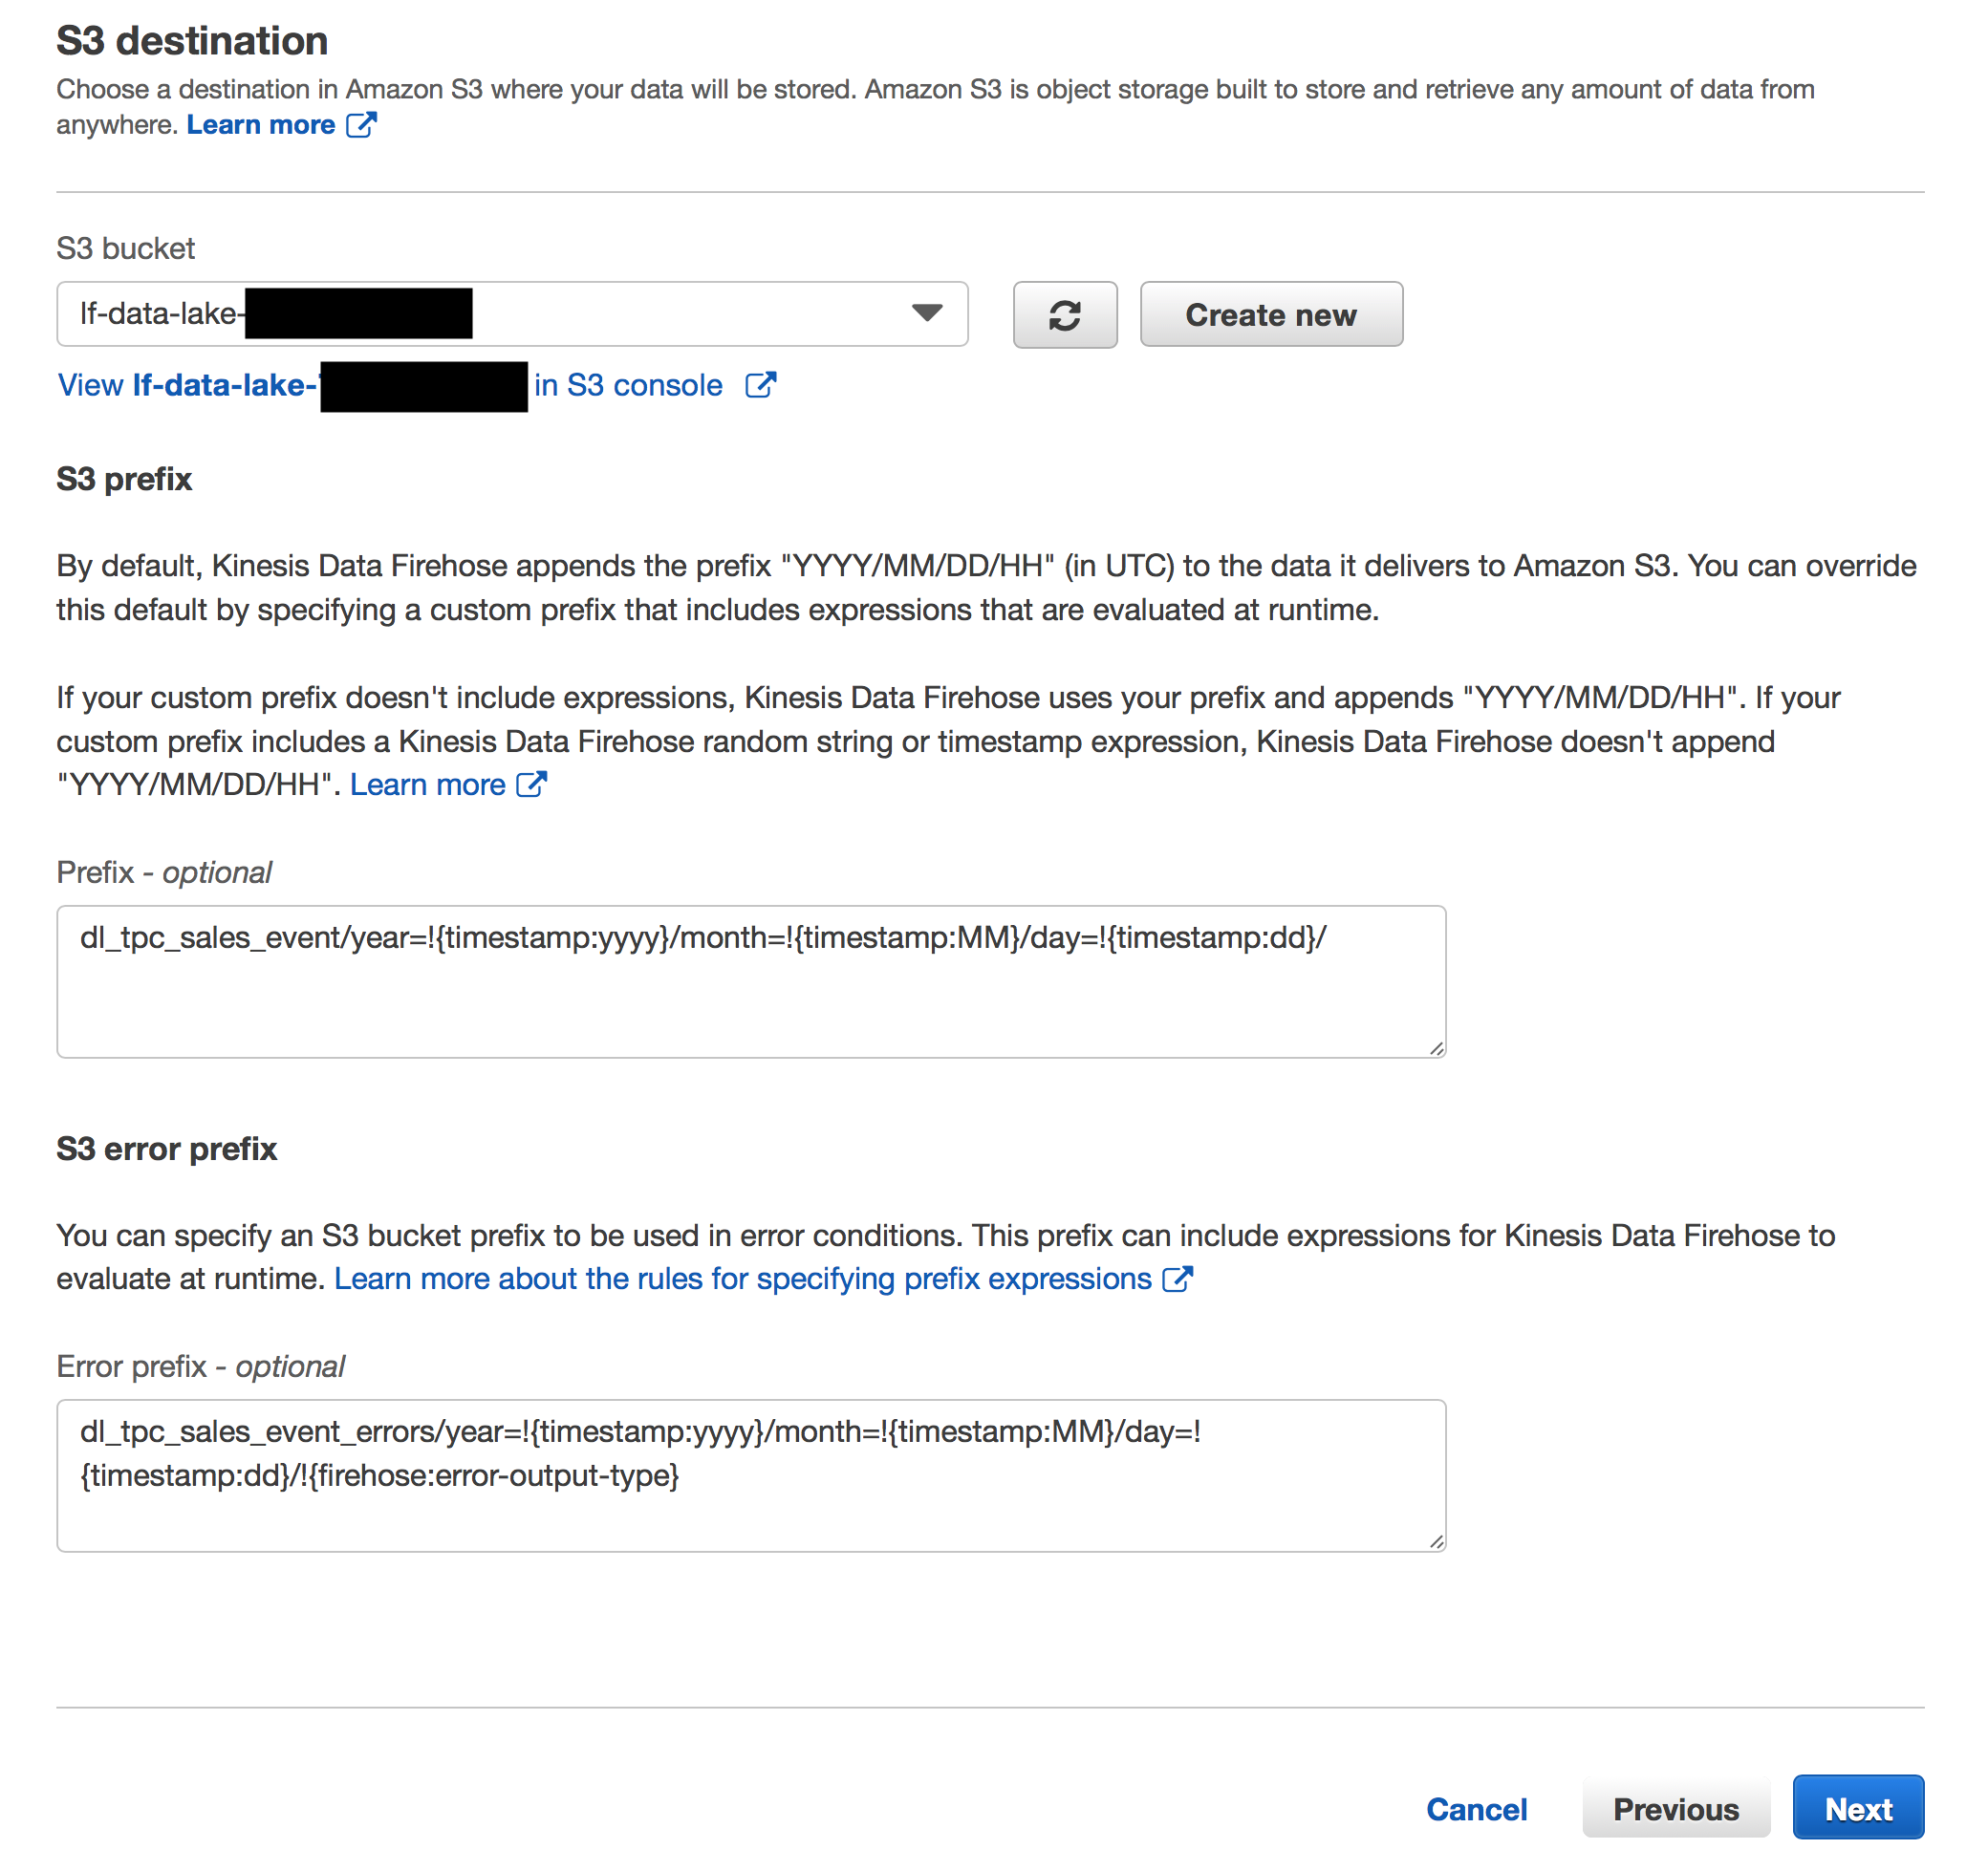 S3 destination
Choose a destination in Amazon S3 where your data will be stored. Amazon S3 is object storage built to store and retrieve any amount of data from
anywhere. Learn more
S3 bucket
lf-data-lake-
Create new
View lf-data-lake- in S3 console
S3 prefix
By default, Kinesis Data Firehose appends the prefix "YYYY/MM/DD/HH" (in UTC) to the data it delivers to Amazon S3. You can override
this default by specifying a custom prefix that includes expressions that are evaluated at runtime.
If your custom prefix doesn't include expressions, Kinesis Data Firehose uses your prefix and appends "YYYY/MM/DD/HH". If your
custom prefix includes a Kinesis Data Firehose random string or timestamp expression, Kinesis Data Firehose doesn't append
"YYYY/MM/DD/HH". Learn more
Prefix - optional
dl_tpc_sales_event/year=!{timestamp:yyyy}/month=!{timestamp:MM}/day=!{timestamp:dd}/
S3 error prefix
You can specify an S3 bucket prefix to be used in error conditions. This prefix can include expressions for Kinesis Data Firehose to
evaluate at runtime. Learn more about the rules for specifying prefix expressions
Error prefix - optional
dl_tpc_sales_event_errors/year=!{timestamp:yyyy}/month=!{timestamp:MM}/day=!
{timestamp:dd}/!{firehose:error-output-type}
Cancel
Previous
Next